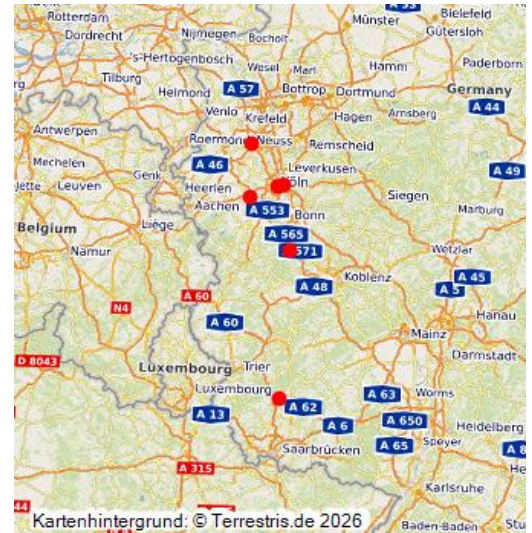 A 53
Rotterdam
Dordrecht
Nijmegen
Bocholt
Münster
Bielefeld
Gütersloh
's-Hertogenbosch
Wesel
Marl
Hamm
Paderborn
Tilburg
Helmond
A 57
Bottrop
Dortmund
Germany
Venlo
Krefeld
Hagen
Arnsberg
A 44
Antwerpen
Roermond
Neuss
Remscheid
Mechelen
Genk
A 46
Leverkusen
A 49
Leuven
Heerlen
Köln
Siegen
Aachen
A 553
Bonn
Marburg
Belgium
Liège
A 565
Namur
571
Wetzlar
Koblenz
A 45
A 48
A 5
A 60
N4
Hanau
A 60
Mainz
D 8043
Trier
Darmstadt
Luxembourg
Luxembourg
A 63
Worms
A 62
A 13
A 650
A 6
Heidelberg
A 65
Speyer
Saarbrücken
A 315
Karlsruhe
44
Kartenhintergrund: © Terrestris.de 2026
Baden-Baden